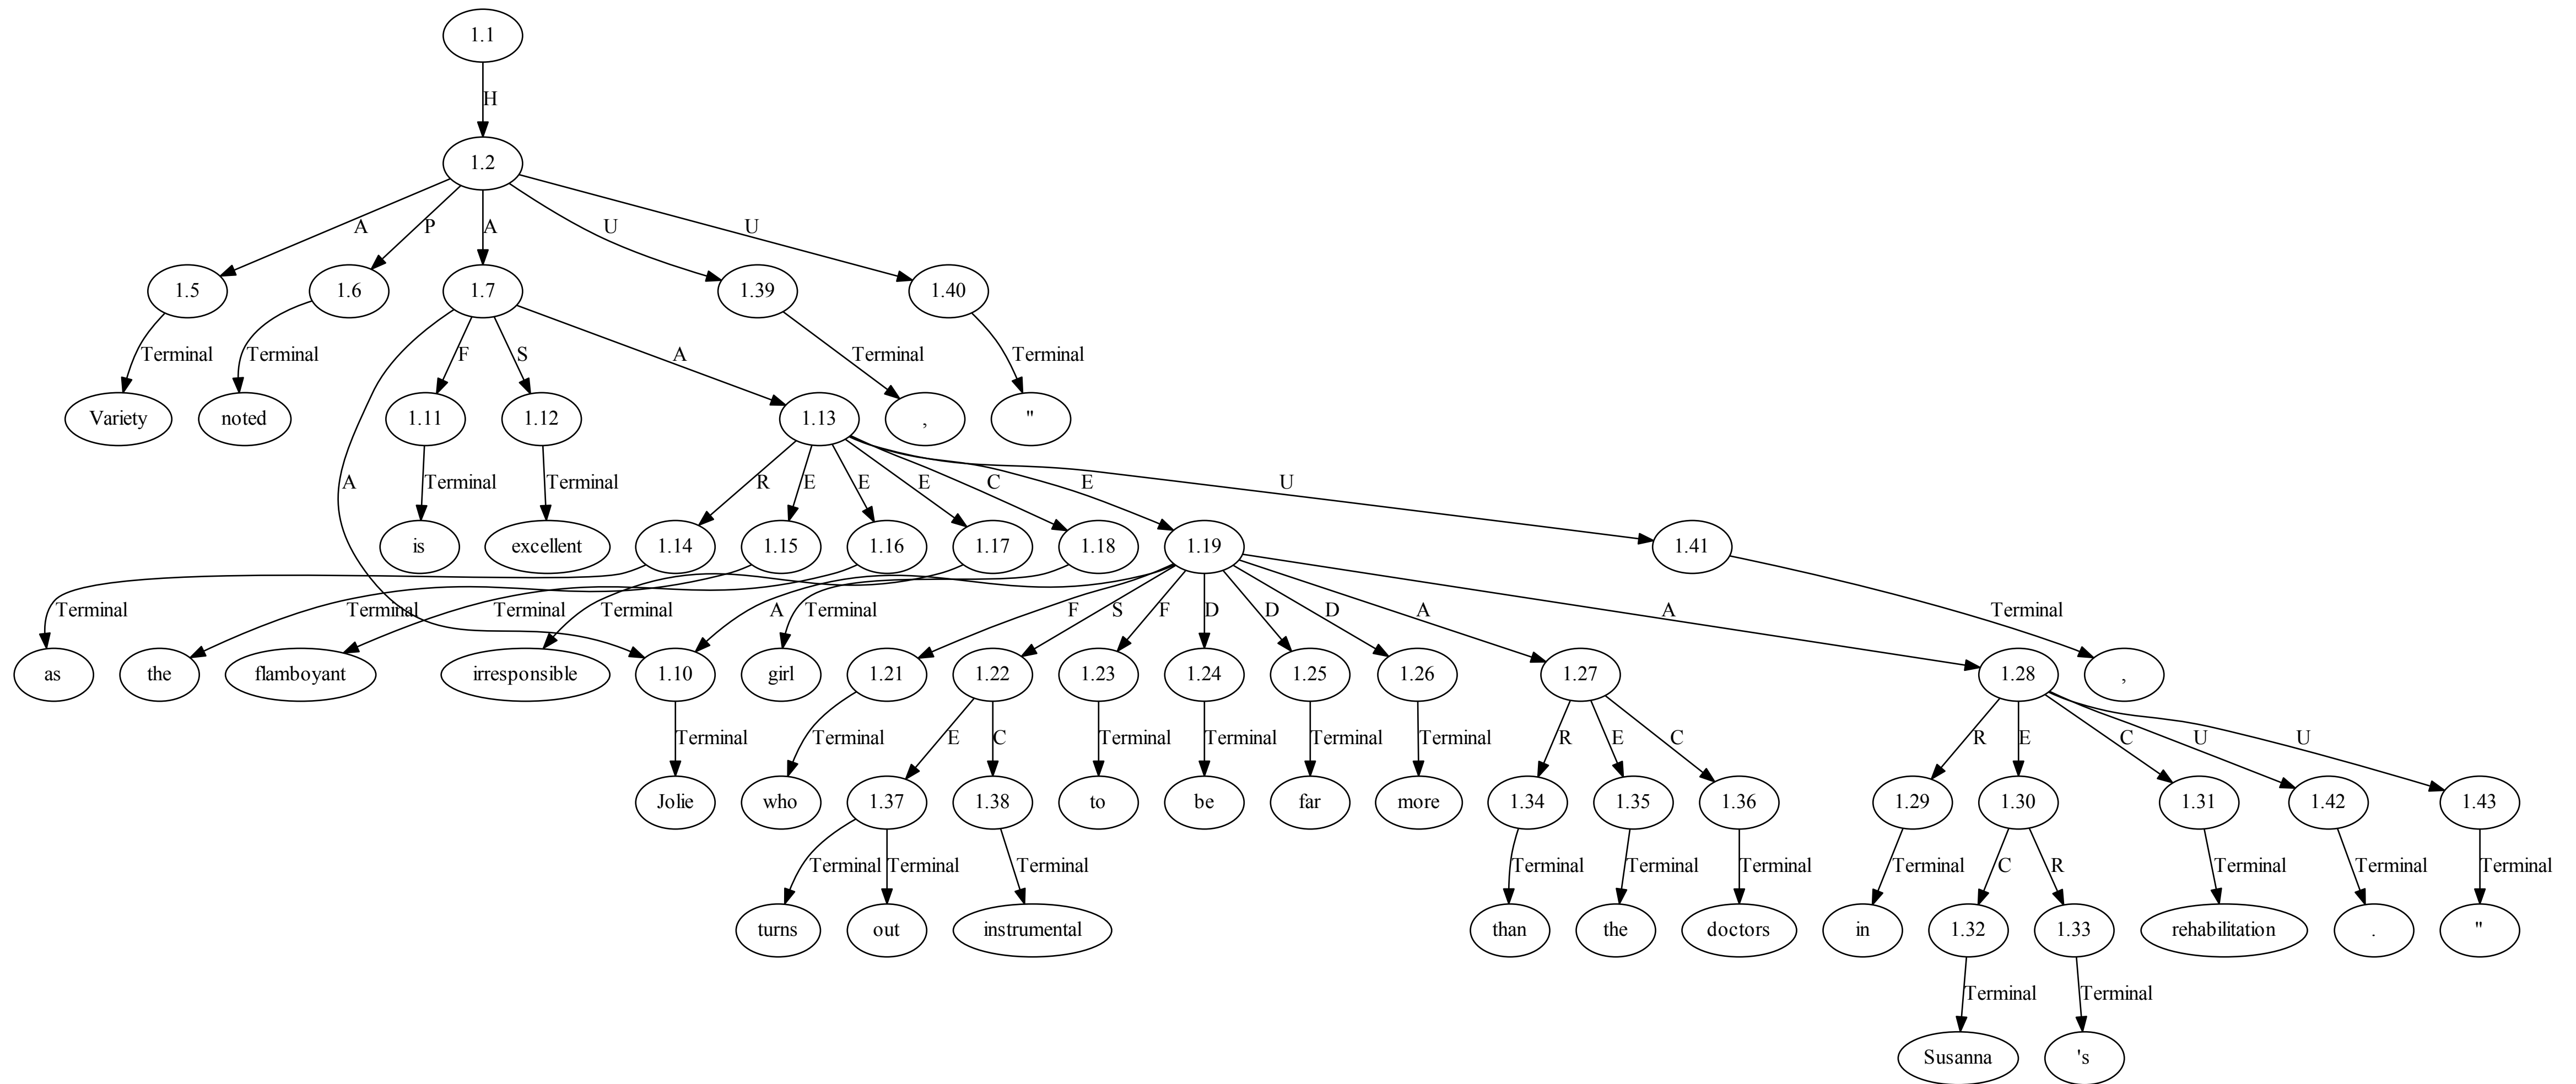 1.1
H
1.2
A P A U U
1.5 1.6 1.7 1.39 1.40
Terminal Terminal F S A Terminal Terminal
Variety noted 1.11 1.12 1.13 , "
A Terminal Terminal R E E E C E U
is excellent 1.14 1.15 1.16 1.17 1.18 1.19 1.41
Terminal Terminal Terminal Terminal A Terminal F S F D D D A A Terminal
as the flamboyant irresponsible 1.10 girl 1.21 1.22 1.23 1.24 1.25 1.26 1.27 1.28 ,
Terminal Terminal E C Terminal Terminal Terminal Terminal R E C R E C U U
Jolie who 1.37 1.38 to be far more 1.34 1.35 1.36 1.29 1.30 1.31 1.42 1.43
Terminal Terminal Terminal Terminal Terminal Terminal Terminal C R Terminal Terminal Terminal
turns out instrumental than the doctors in 1.32 1.33 rehabilitation . "
Terminal Terminal
Susanna 's